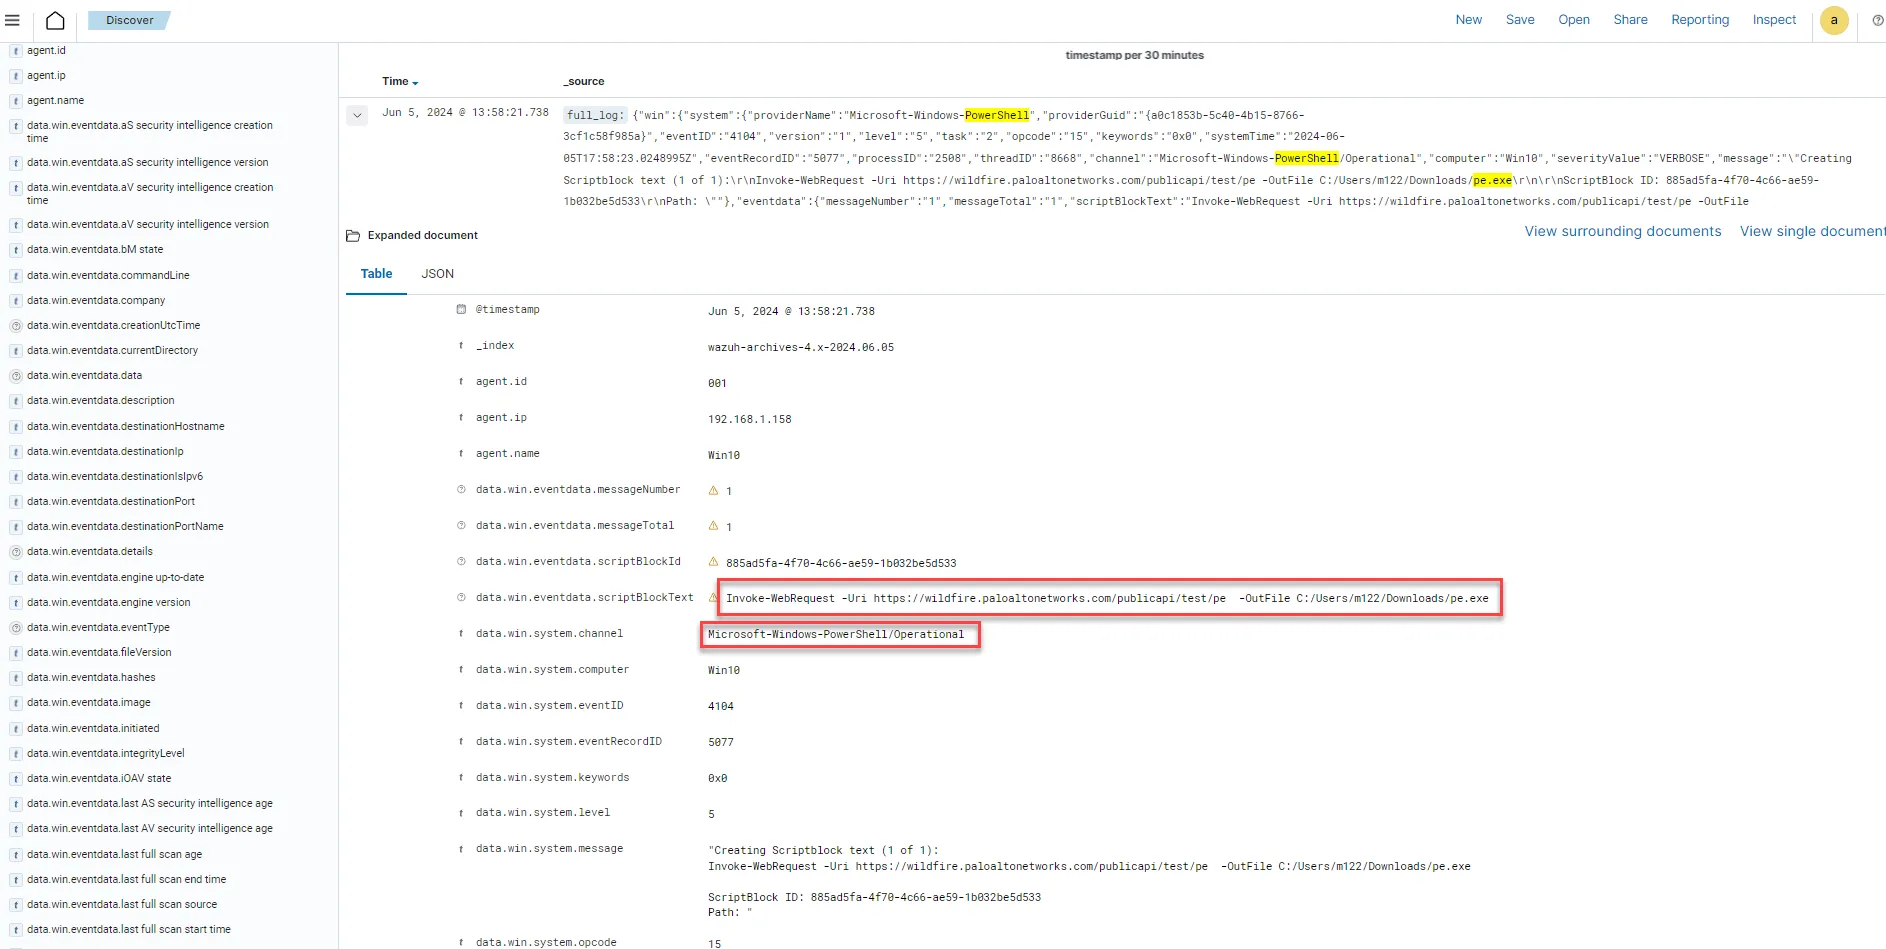 Discover
New
Save
Open
Share
Reporting
Inspect
a
agent.id
agent.ip
agent.name
data.win.eventdata.aS security intelligence creation
time
data.win.eventdata.aS security intelligence version
data.win.eventdata.aV security intelligence creation
time
data.win.eventdata.aV security intelligence version
data.win.eventdata.bM state
data.win.eventdata.commandLine
data.win.eventdata.company
data.win.eventdata.creationUtcTime
data.win.eventdata.currentDirectory
data.win.eventdata.data
data.win.eventdata.description
data.win.eventdata.destinationHostname
data.win.eventdata.destinationIp
data.win.eventdata.destinationIsIpv6
data.win.eventdata.destinationPort
data.win.eventdata.destinationPortName
data.win.eventdata.details
data.win.eventdata.engine up-to-date
data.win.eventdata.engine version
data.win.eventdata.eventType
data.win.eventdata.fileVersion
data.win.eventdata.hashes
data.win.eventdata.image
data.win.eventdata.initiated
data.win.eventdata.integrityLevel
data.win.eventdata.iOAV state
data.win.eventdata.last AS security intelligence age
data.win.eventdata.last AV security intelligence age
data.win.eventdata.last full scan age
data.win.eventdata.last full scan end time
data.win.eventdata.last full scan source
data.win.eventdata.last full scan start time
timestamp per 30 minutes
Time _source
Jun 5, 2024 @ 13:58:21.738 full_log: {"win":{"system":{"providerName":"Microsoft-Windows-PowerShell","providerGuid":"{a0c1853b-5c40-4b15-8766-
3cf1c58f985a}","eventID":"4104","version":"1","level":"5","task":"2","opcode":"15","keywords":"0x0","systemTime":"2024-06-
05T17:58:23.0248995Z","eventRecordID":"5077","processID":"2508","threadID":"8668","channel":"Microsoft-Windows-PowerShell/Operational","computer":"Win10","severityValue":"VERBOSE","message":"\"Creating
Scriptblock text (1 of 1):\r\nInvoke-WebRequest -Uri https://wildfire.paloaltonetworks.com/publicapi/test/pe -OutFile C:/Users/m122/Downloads/pe.exe\r\n\r\nScriptBlock ID: 885ad5fa-4f70-4c66-ae59-
1b032be5d533\r\nPath: \""},"eventdata":{"messageNumber":"1","messageTotal":"1","scriptBlockText":"Invoke-WebRequest -Uri https://wildfire.paloaltonetworks.com/publicapi/test/pe -OutFile
Expanded document
View surrounding documents
View single document
Table
JSON
@timestamp Jun 5, 2024 @ 13:58:21.738
t _index wazuh-archives-4.x-2024.06.05
t agent.id 001
t agent.ip 192.168.1.158
t agent.name Win10
data.win.eventdata.messageNumber 1
data.win.eventdata.messageTotal 1
data.win.eventdata.scriptBlockId 885ad5fa-4f70-4c66-ae59-1b032be5d533
data.win.eventdata.scriptBlockText Invoke-WebRequest -Uri https://wildfire.paloaltonetworks.com/publicapi/test/pe -OutFile C:/Users/m122/Downloads/pe.exe
t data.win.system.channel Microsoft-Windows-PowerShell/Operational
t data.win.system.computer Win10
t data.win.system.eventID 4104
t data.win.system.eventRecordID 5077
t data.win.system.keywords 0x0
t data.win.system.level 5
t data.win.system.message "Creating Scriptblock text (1 of 1):
Invoke-WebRequest -Uri https://wildfire.paloaltonetworks.com/publicapi/test/pe -OutFile C:/Users/m122/Downloads/pe.exe
ScriptBlock ID: 885ad5fa-4f70-4c66-ae59-1b032be5d533
Path: "
t data.win.system.opcode 15